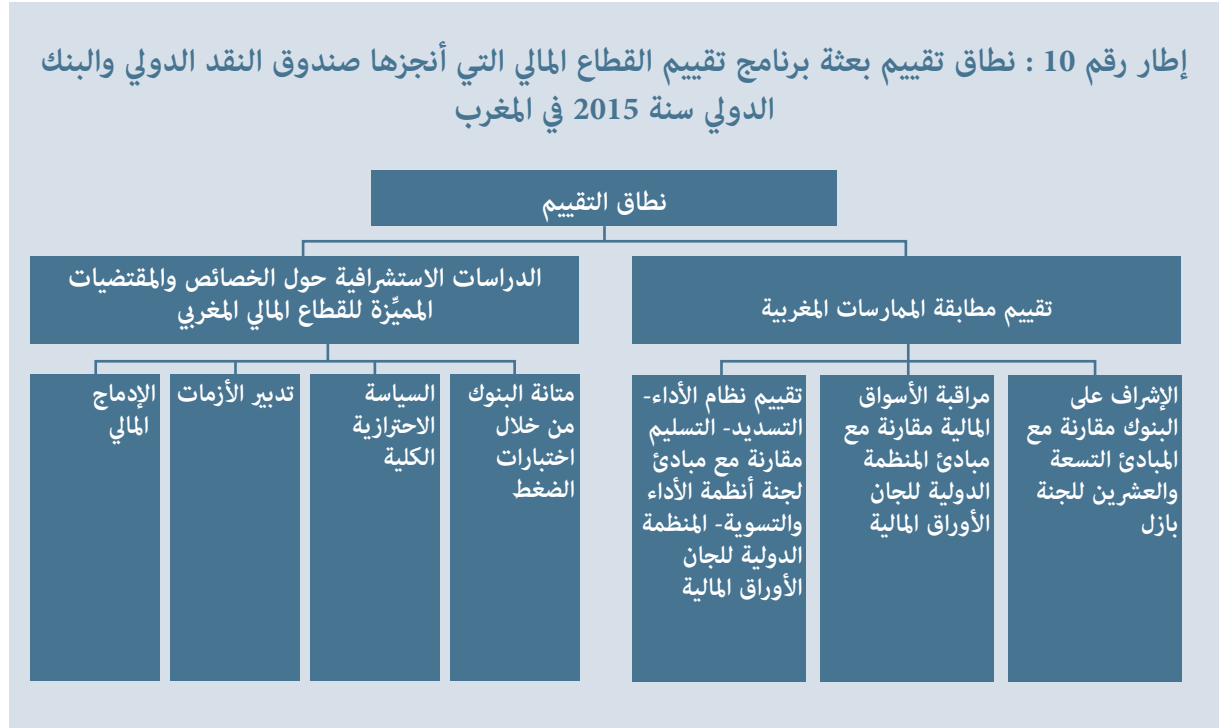 إطار رقم 10 : نطاق تقييم بعثة برنامج تقييم القطاع المالي التي أنجزها صندوق النقد الدولي والبنك
الدولي سنة 2015 في المغرب
نطاق التقييم
تقييم مطابقة الممارسات المغربية
الدراسات الاستشرافية حول الخصائص والمقتضيات
المميِّزة للقطاع المالي المغربي
الإشراف على
البنوك مقارنة مع
المبادئ التسعة
والعشرين للجنة
بازل
مراقبة الأسواق
المالية مقارنة مع
مبادئ المنظمة
الدولية للجان
الأوراق المالية
تقييم نظام الأداء-
التسديد- التسليم
مقارنة مع مبادئ
لجنة أنظمة الأداء
والتسوية- المنظمة
الدولية للجان
الأوراق المالية
متانة البنوك
من خلال
اختبارات
الضغط
السياسة
الاحترازية
الكلية
تدبير الأزمات
الإدماج
المالي